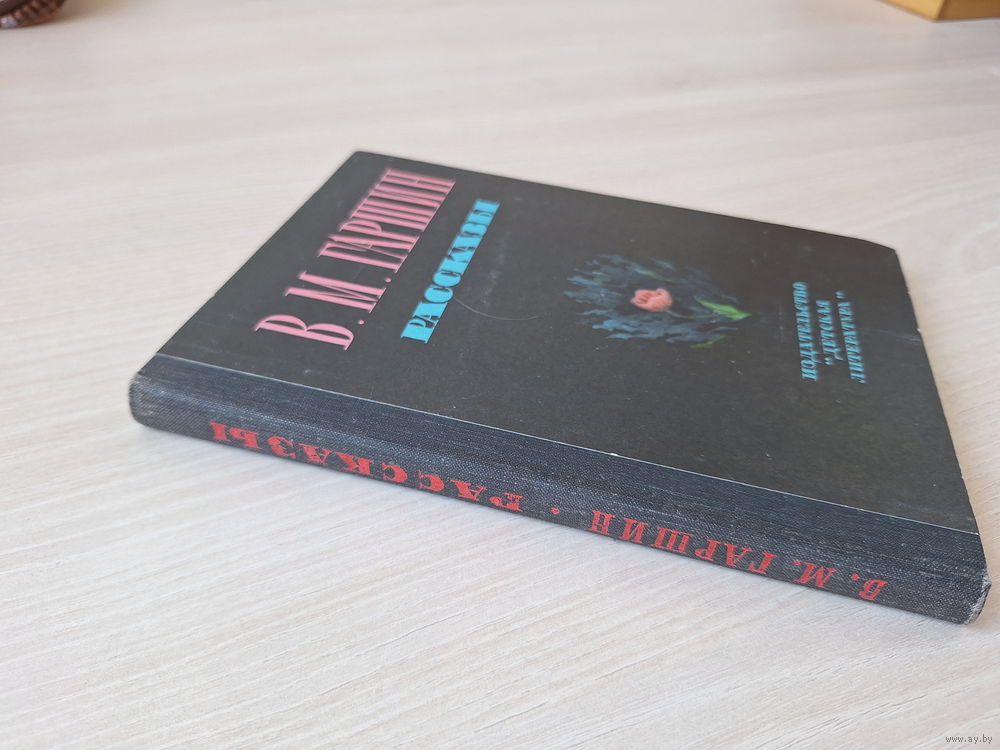 В. М. ГАРШИН
РАССКАЗЫ
ИЗДАТЕЛЬСТВО
"ДЕТСКАЯ
ЛИТЕРАТУРА"
В. М. ГАРШИН · РАССКАЗЫ
www.ay.by